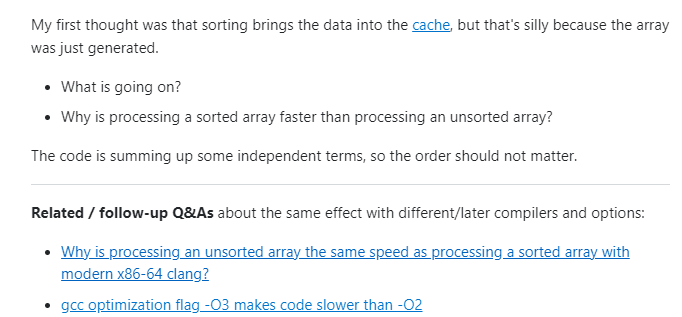 My first thought was that sorting brings the data into the cache, but that's silly because the array
was just generated.
• What is going on?
• Why is processing a sorted array faster than processing an unsorted array?
The code is summing up some independent terms, so the order should not matter.
Related / follow-up Q&As about the same effect with different/later compilers and options:
• Why is processing an unsorted array the same speed as processing a sorted array with
modern x86-64 clang?
• gcc optimization flag -O3 makes code slower than -O2